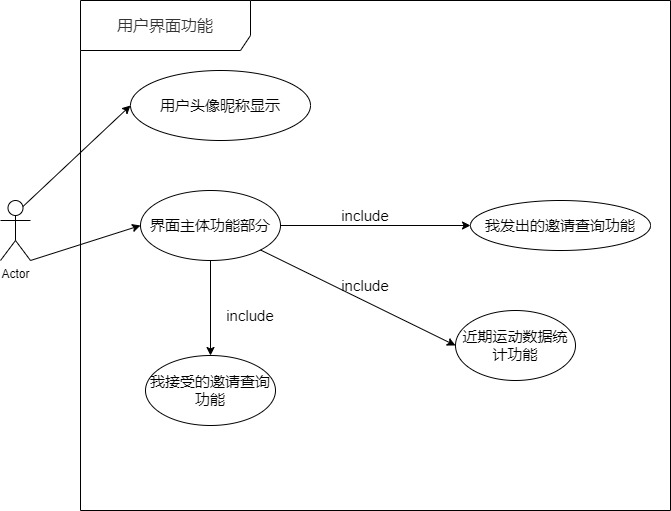 用户界面功能
用户头像昵称显示
Actor
界面主体功能部分
include
我发出的邀请查询功能
include
include
近期运动数据统
计功能
我接受的邀请查询
功能